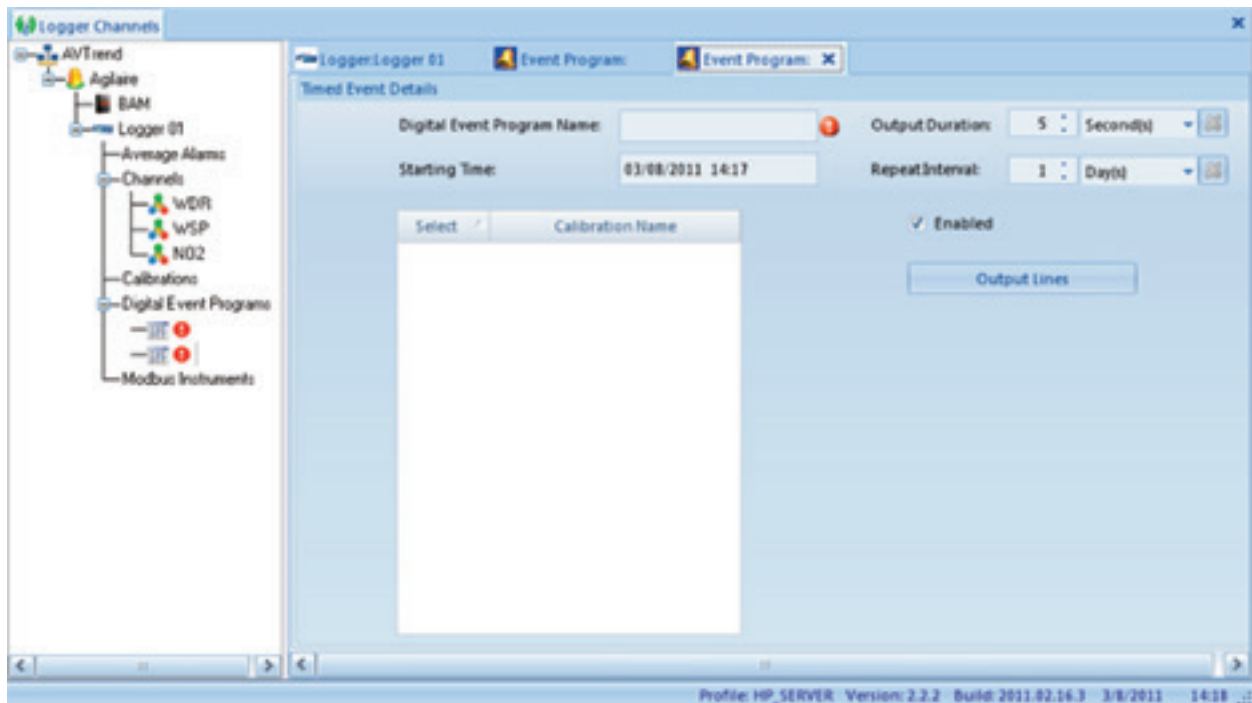 Logger Channels
AVTrend
Agilaire
BAM
Logger 01
Average Alarms
Channels
WDR
WSP
NO2
Calibrations
Digital Event Programs
Modbus Instruments
Logger:Logger 01
Event Program:
Event Program:
Timed Event Details
Digital Event Program Name:
Output Duration: 5 Second(s)
Starting Time: 03/08/2011 14:17
Repeat Interval: 1 Day(s)
Select Calibration Name
Enabled
Output Lines
Profile: HP_SERVER Version: 2.2.2 Build: 2011.02.16.3 3/8/2011 14:18